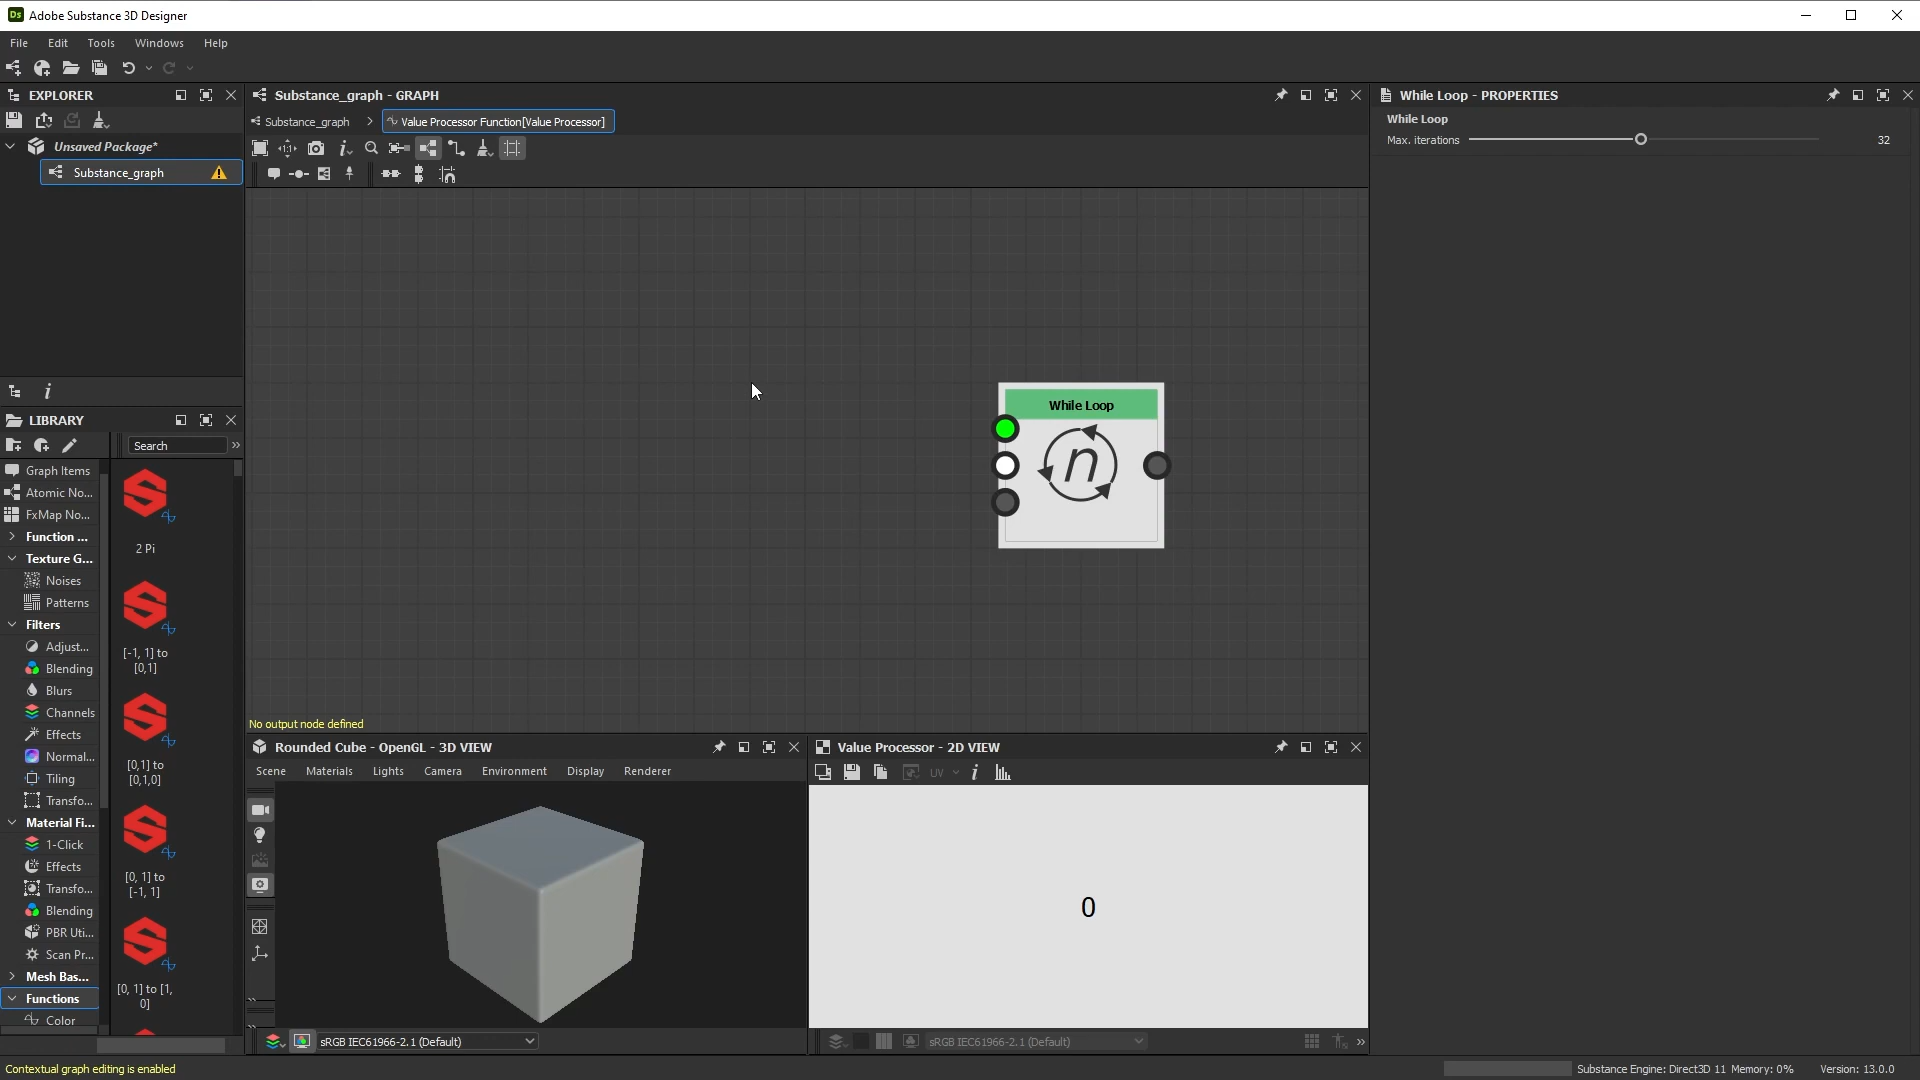 Ds Adobe Substance 3D Designer
File Edit Tools Windows Help
EXPLORER
Unsaved Package*
Substance_graph
LIBRARY
Search
Graph Items
Atomic No...
FxMap No...
Function ...
Texture G...
Noises
Patterns
Filters
Adjust...
Blending
Blurs
Channels
Effects
Normal...
Tiling
Transfo...
Material Fi...
1-Click
Effects
Transfo...
Blending
PBR Uti...
Scan Pr...
Mesh Bas...
Functions
Color
2 Pi
[-1, 1] to
[0,1]
[0,1] to
[0,1,0]
[0, 1] to
[-1, 1]
[0, 1] to [1,
0]
Substance_graph - GRAPH
Substance_graph > Value Processor Function[Value Processor]
While Loop
n
No output node defined
Rounded Cube - OpenGL - 3D VIEW
Scene Materials Lights Camera Environment Display Renderer
sRGB IEC61966-2.1 (Default)
Value Processor - 2D VIEW
UV
0
sRGB IEC61966-2.1 (Default)
While Loop - PROPERTIES
While Loop
Max. iterations 32
Contextual graph editing is enabled
Substance Engine: Direct3D 11 Memory: 0% Version: 13.0.0